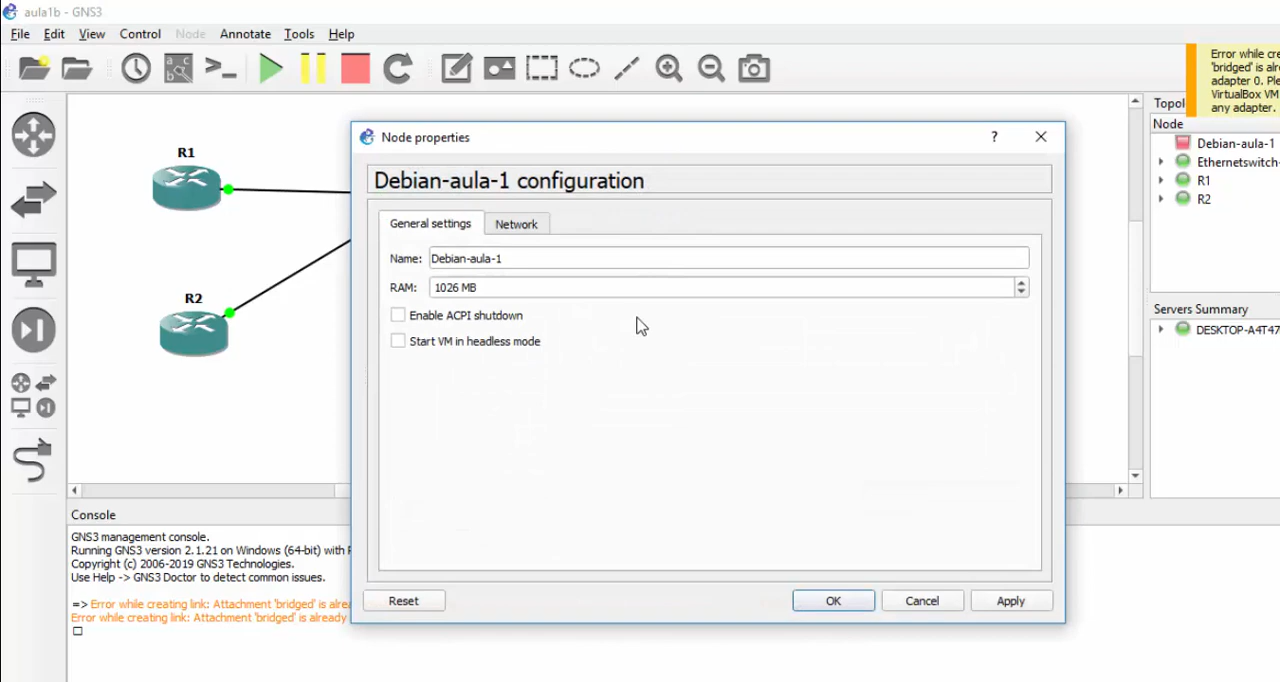 aula1b - GNS3
File Edit View Control Node Annotate Tools Help
Error while cre
'bridged' is alre
adapter 0. Ple
VirtualBox VM
any adapter.
R1
R2
Node properties
?
Debian-aula-1 configuration
General settings Network
Name: Debian-aula-1
RAM: 1026 MB
Enable ACPI shutdown
Start VM in headless mode
Reset OK Cancel Apply
Topol
Node
Debian-aula-1
Ethernetswitch-
R1
R2
Servers Summary
DESKTOP-A4T47
Console
GNS3 management console.
Running GNS3 version 2.1.21 on Windows (64-bit) with P
Copyright (c) 2006-2019 GNS3 Technologies.
Use Help -> GNS3 Doctor to detect common issues.
=> Error while creating link: Attachment 'bridged' is alrea
Error while creating link: Attachment 'bridged' is already